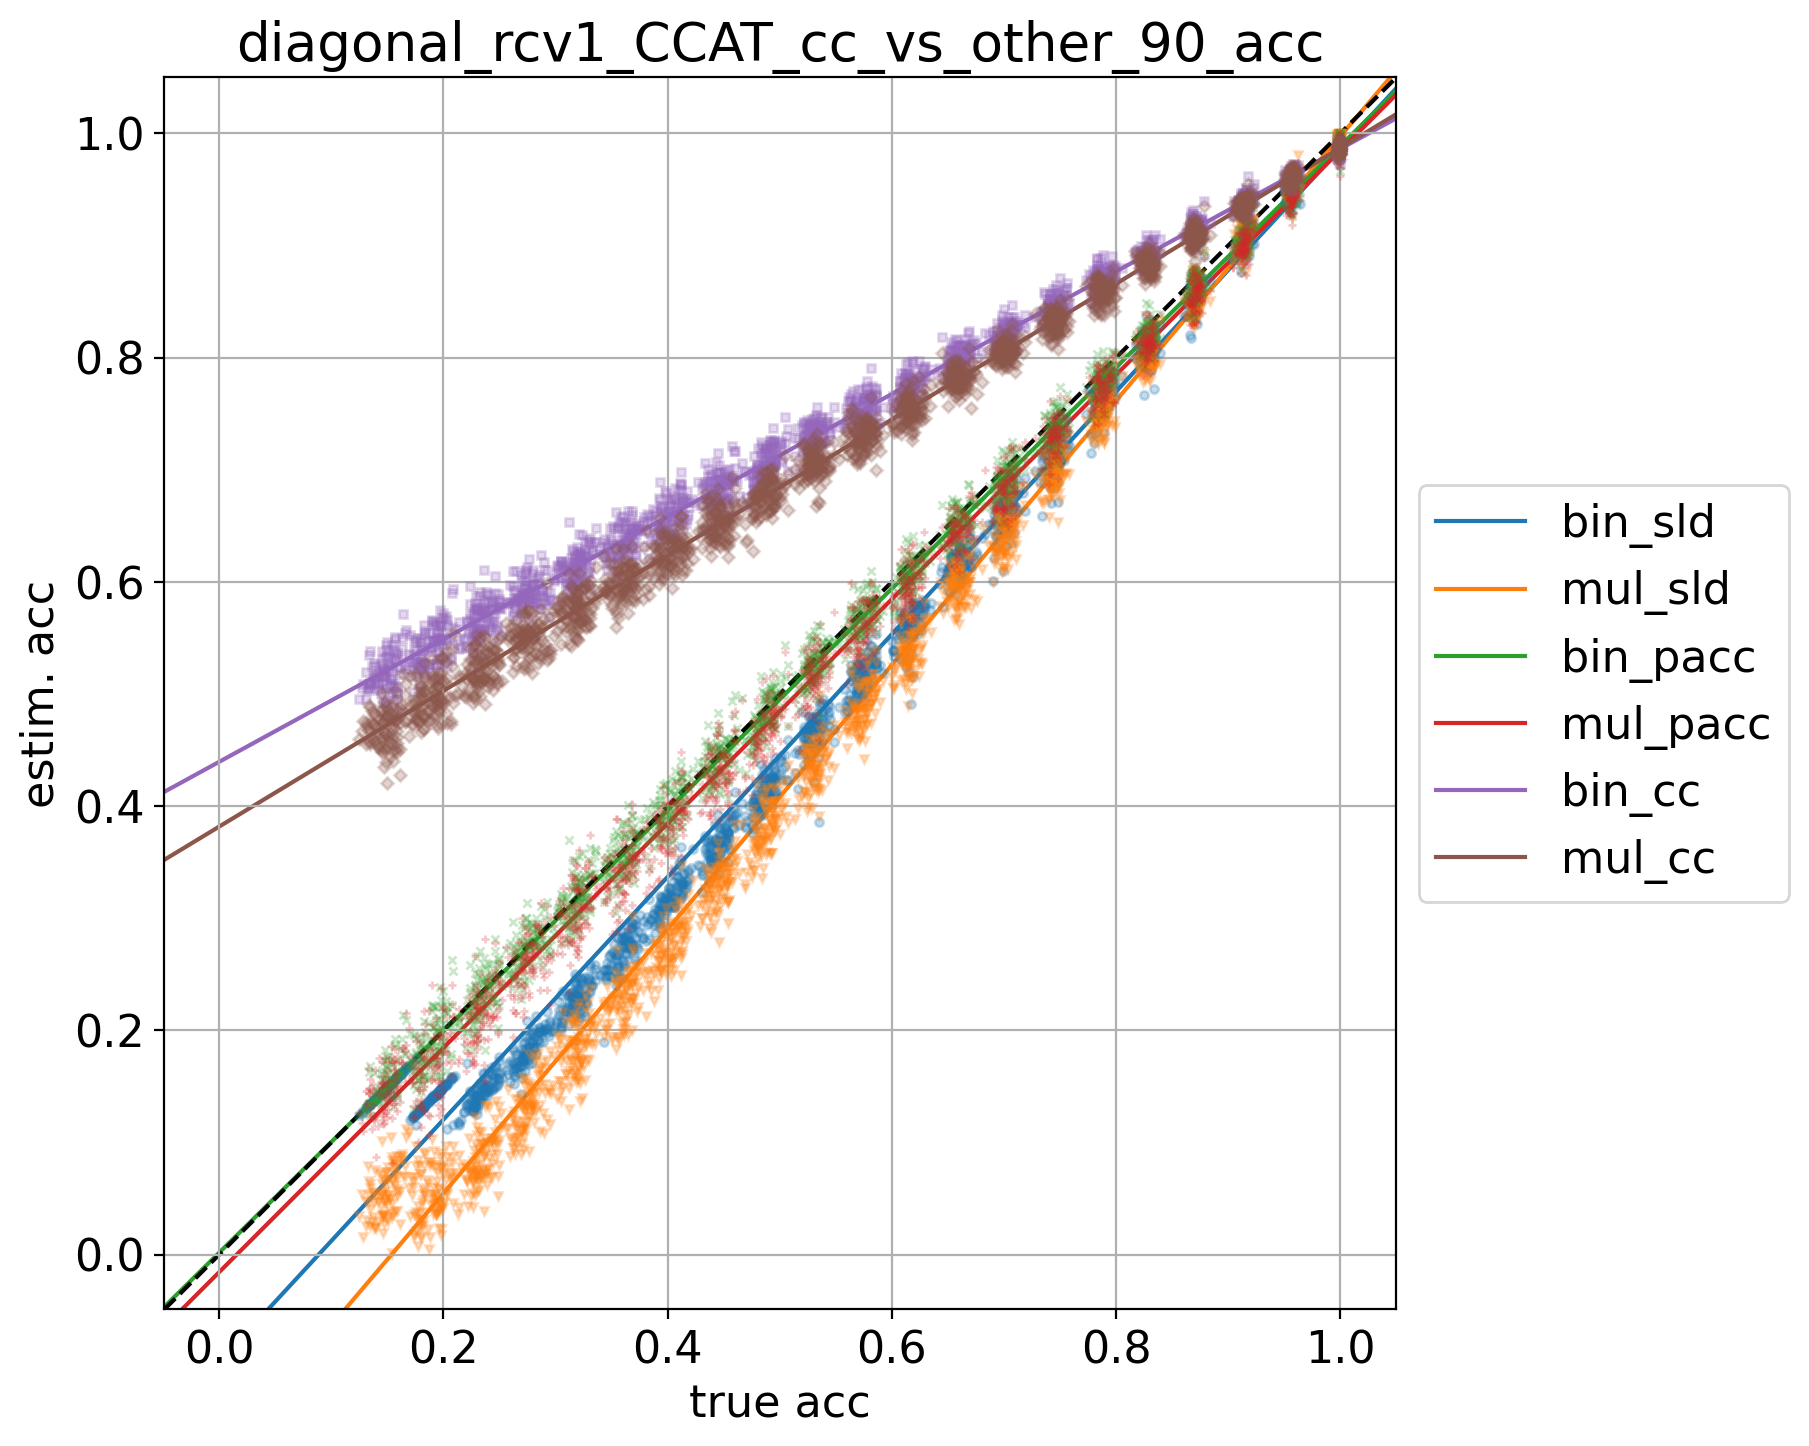 diagonal_rcv1_CCAT_cc_vs_other_90_acc
1.0
0.8
0.6
0.4
0.2
0.0
estim. acc
0.0 0.2 0.4 0.6 0.8 1.0
true acc
bin_sld
mul_sld
bin_pacc
mul_pacc
bin_cc
mul_cc